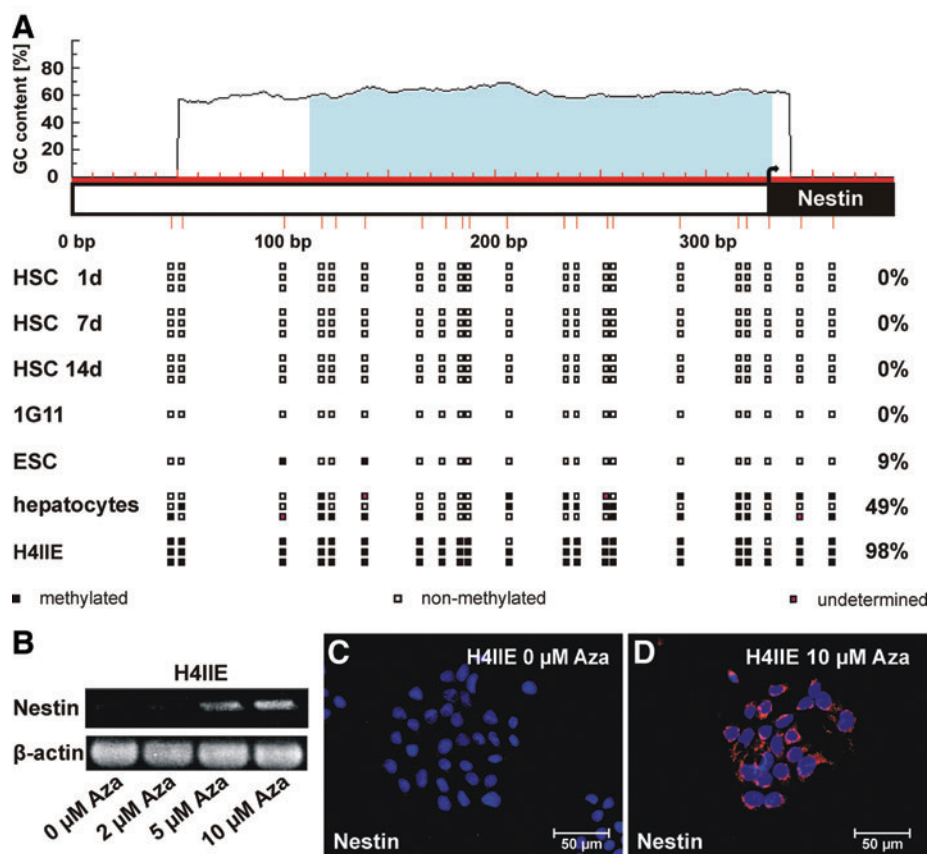 A
GC content [%]
80
60
40
20
0
Nestin
0 bp 100 bp 200 bp 300 bp
HSC 1d 0%
HSC 7d 0%
HSC 14d 0%
1G11 0%
ESC 9%
hepatocytes 49%
H4IIE 98%
methylated non-methylated undetermined
B
H4IIE
Nestin
β-actin
0 µM Aza 2 µM Aza 5 µM Aza 10 µM Aza
C H4IIE 0 µM Aza
Nestin 50 µm
D H4IIE 10 µM Aza
Nestin 50 µm